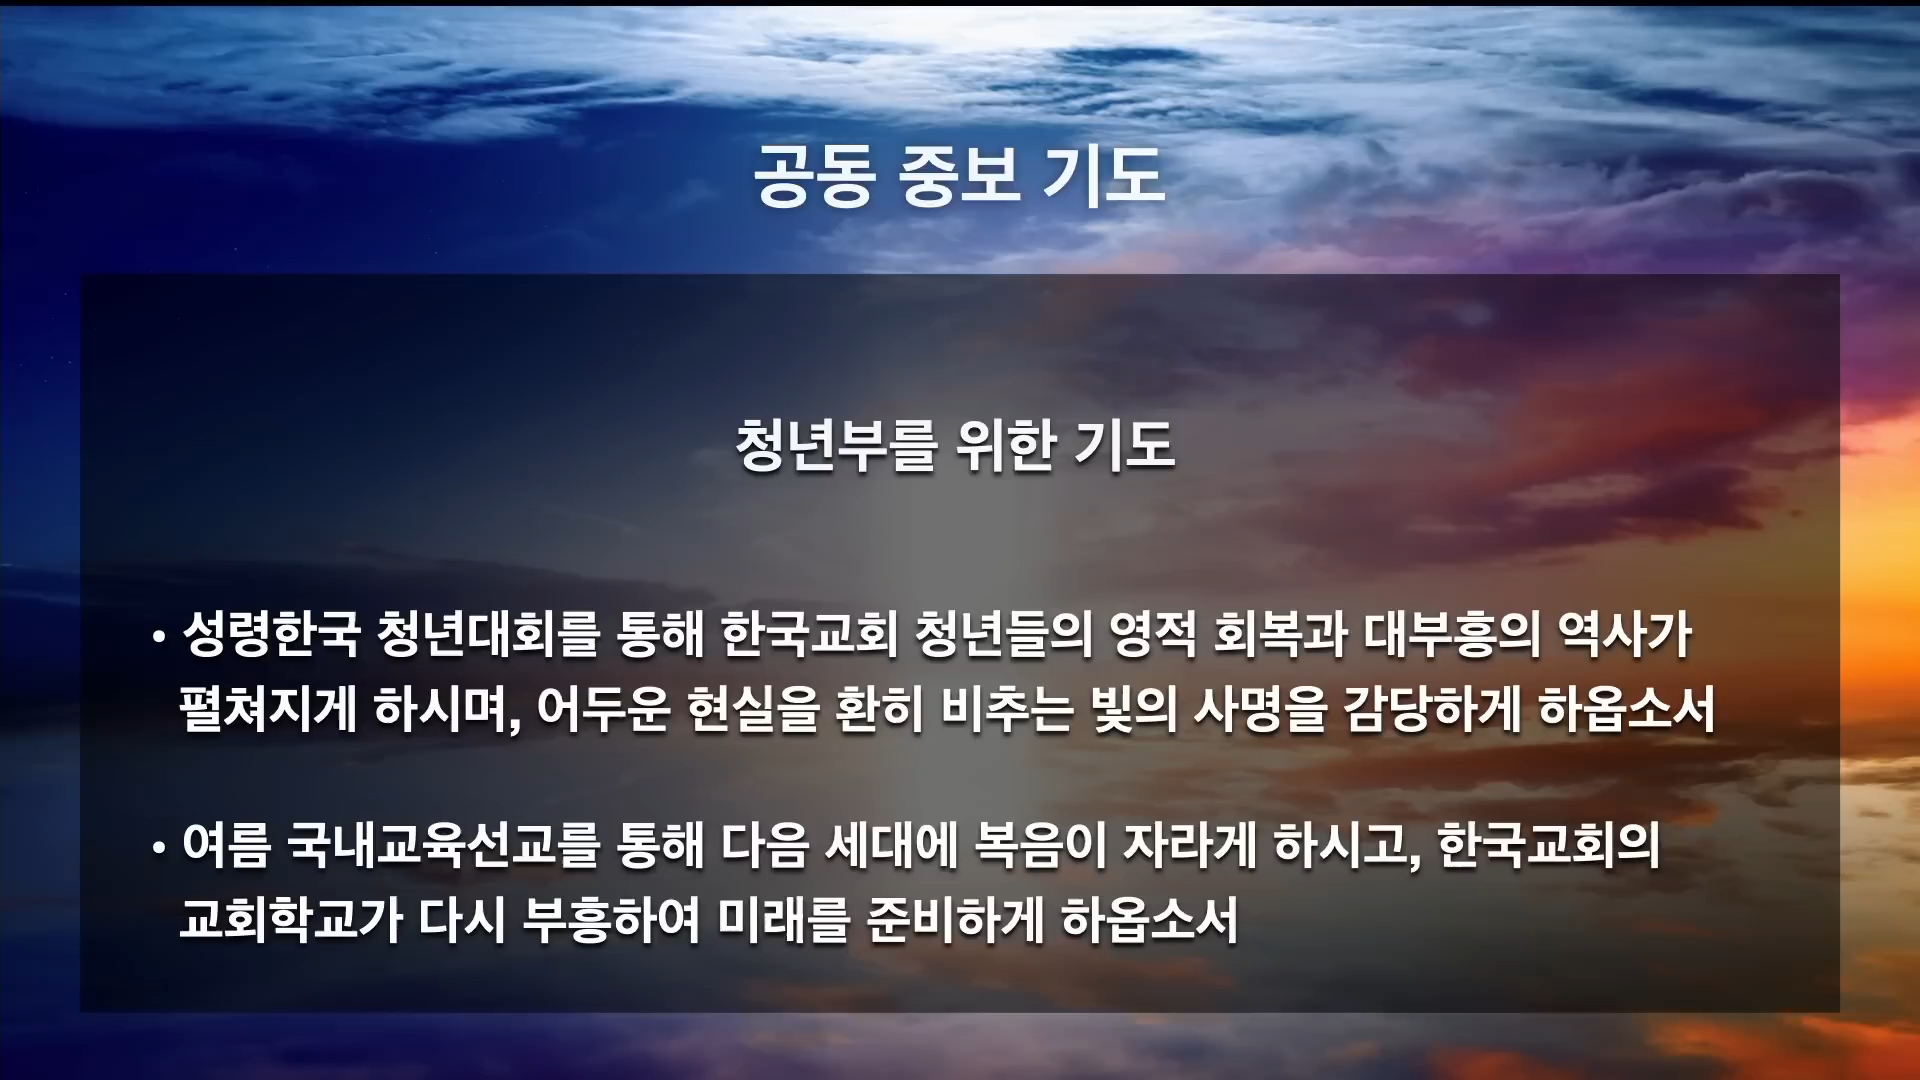 공동 중보 기도
청년부를 위한 기도
• 성령한국 청년대회를 통해 한국교회 청년들의 영적 회복과 대부흥의 역사가
펼쳐지게 하시며, 어두운 현실을 환히 비추는 빛의 사명을 감당하게 하옵소서
• 여름 국내교육선교를 통해 다음 세대에 복음이 자라게 하시고, 한국교회의
교회학교가 다시 부흥하여 미래를 준비하게 하옵소서